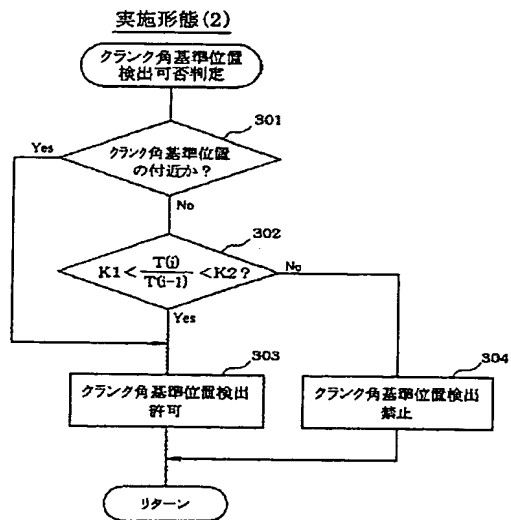 実施形態(2)
クランク角基準位置
検出可否判定
301
クランク角基準位置
の付近か?
Yes
No
302
K1<T(i)/T(i-1)<K2?
No
Yes
303
クランク角基準位置検出
許可
304
クランク角基準位置検出
禁止
リターン